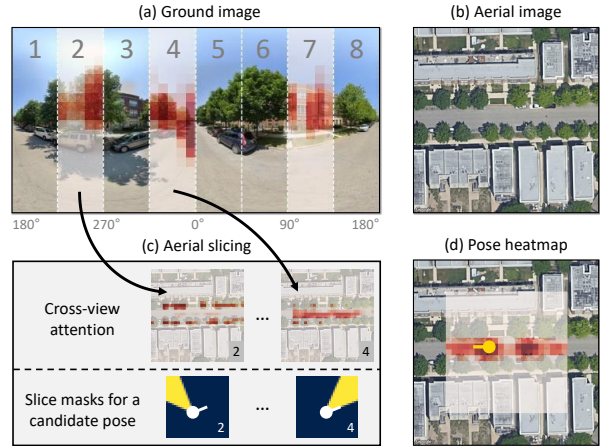 (a) Ground image
1 2 3 4 5 6 7 8
180° 270° 0° 90° 180°
(b) Aerial image
(c) Aerial slicing
Cross-view
attention
2
...
4
Slice masks for a
candidate pose
2
...
4
(d) Pose heatmap